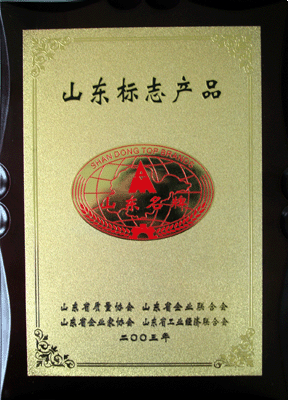 山东标志产品
SHAN DONG TOP BRAND
山东名牌
山东省质量协会 山东省企业联合会
山东省企业家协会 山东省工业经济联合会
二〇〇三年